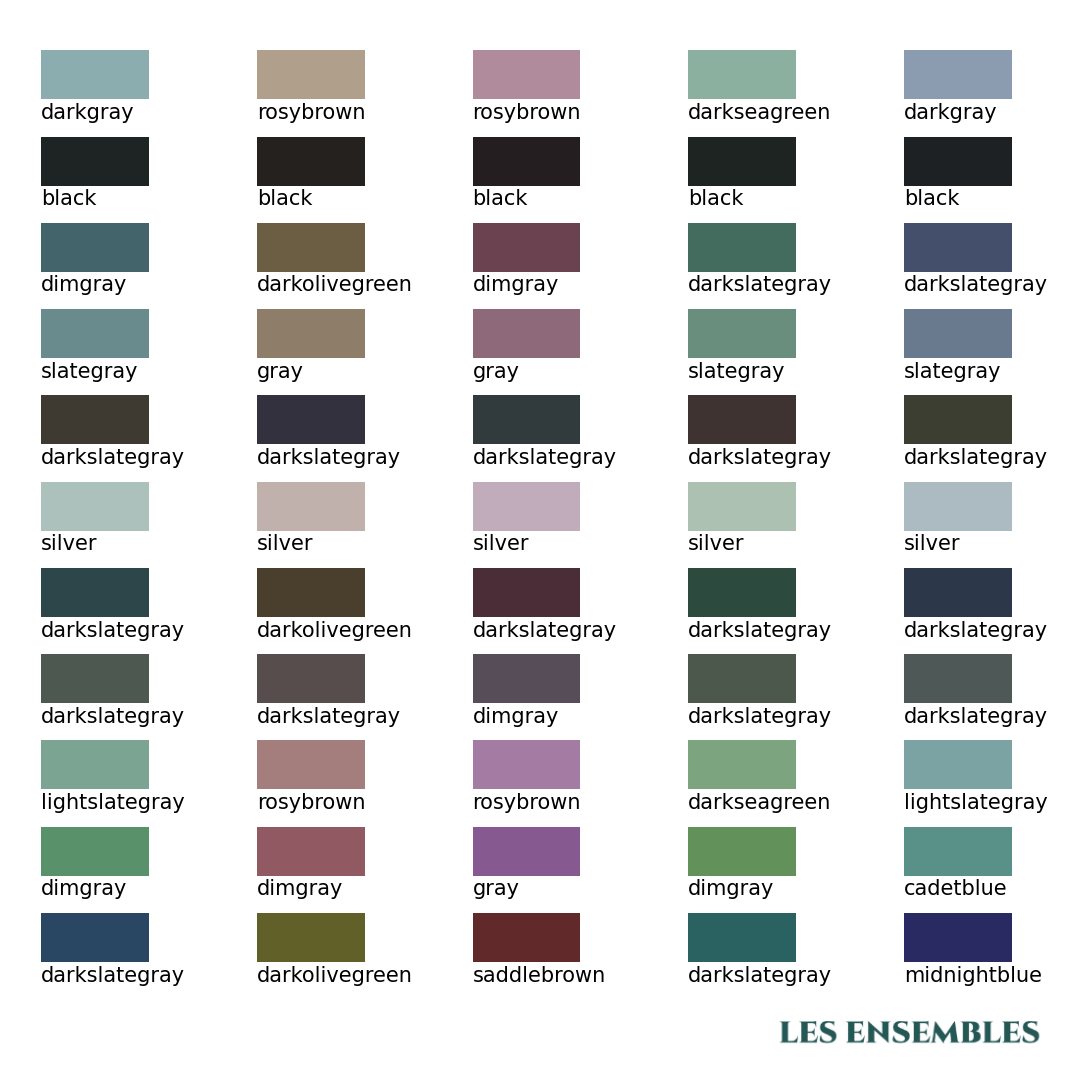 darkgray rosybrown rosybrown darkseagreen darkgray
black black black black black
dimgray darkolivegreen dimgray darkslategray darkslategray
slategray gray gray slategray slategray
darkslategray darkslategray darkslategray darkslategray darkslategray
silver silver silver silver silver
darkslategray darkolivegreen darkslategray darkslategray darkslategray
darkslategray darkslategray dimgray darkslategray darkslategray
lightslategray rosybrown rosybrown darkseagreen lightslategray
dimgray dimgray gray dimgray cadetblue
darkslategray darkolivegreen saddlebrown darkslategray midnightblue
LES ENSEMBLES